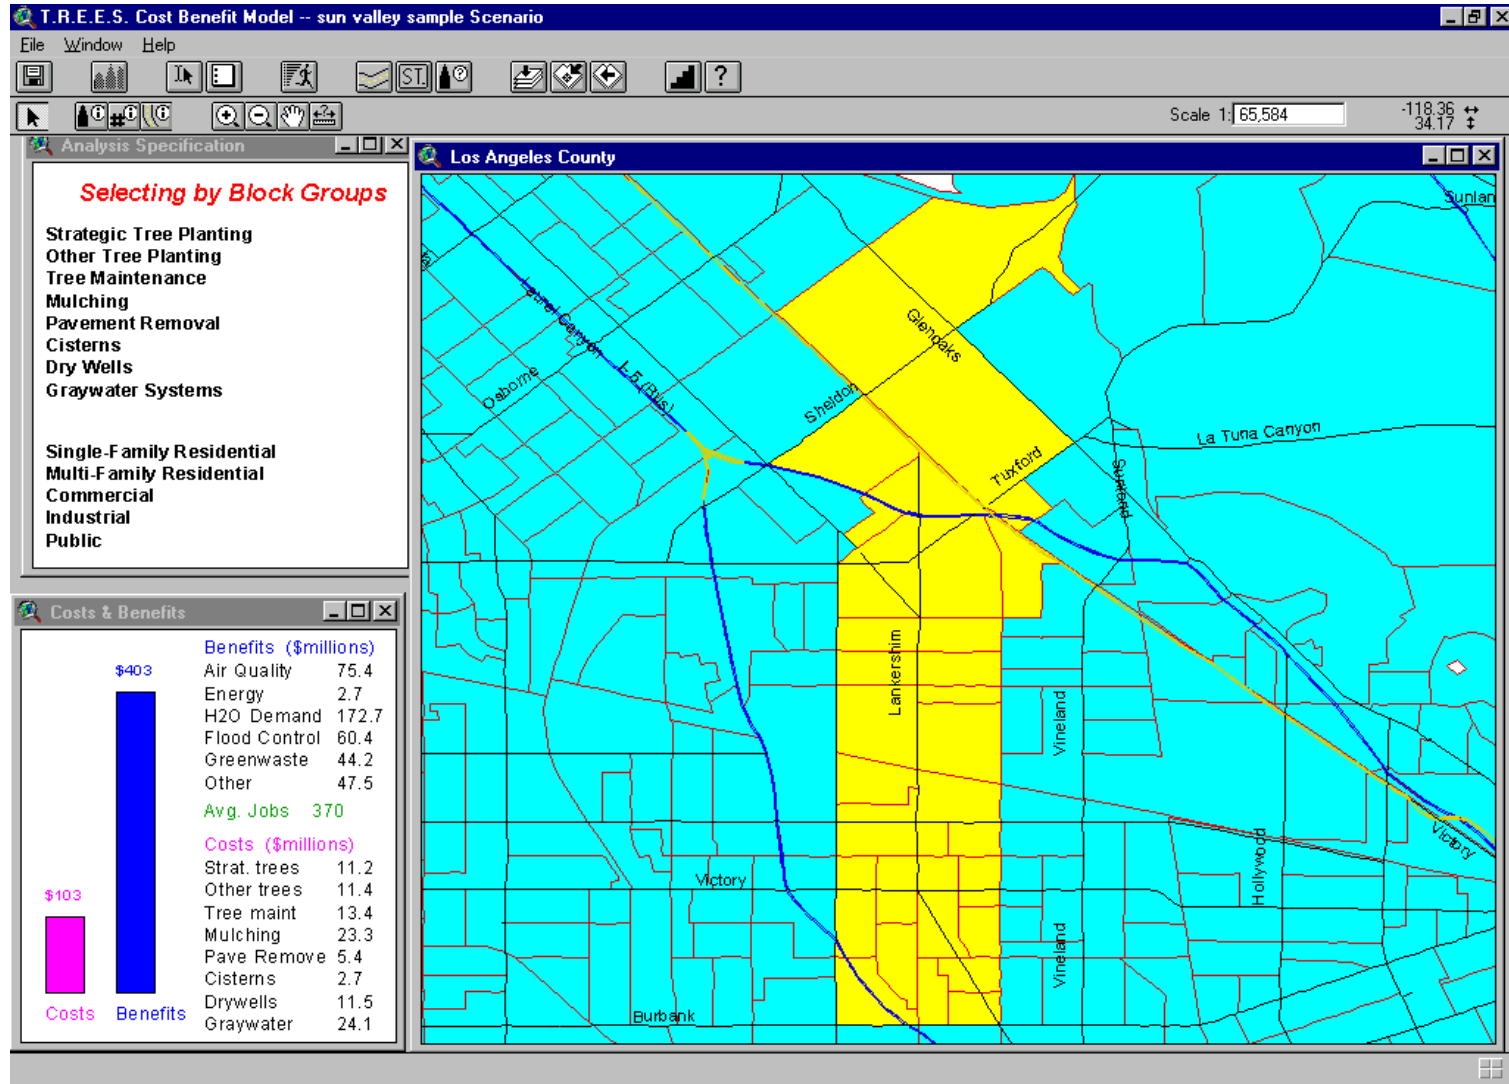 T.R.E.E.S. Cost Benefit Model -- sun valley sample Scenario
File Window Help
ST.
?
Scale 1: 65,584
-118.36
34.17
Analysis Specification
Selecting by Block Groups
Strategic Tree Planting
Other Tree Planting
Tree Maintenance
Mulching
Pavement Removal
Cisterns
Dry Wells
Graywater Systems
Single-Family Residential
Multi-Family Residential
Commercial
Industrial
Public
Costs & Benefits
$403
$103
Costs Benefits
Benefits ($millions)
Air Quality 75.4
Energy 2.7
H2O Demand 172.7
Flood Control 60.4
Greenwaste 44.2
Other 47.5
Avg. Jobs 370
Costs ($millions)
Strat. trees 11.2
Other trees 11.4
Tree maint 13.4
Mulching 23.3
Pave Remove 5.4
Cisterns 2.7
Drywells 11.5
Graywater 24.1
Los Angeles County
Sunlan
Laurel Canyon
I-5 (Bus)
Osborne
Glenoaks
Sheldon
Tuxford
La Tuna Canyon
Sunland
Lankershim
Vineland
Hollywood
Victory
Victory
Vineland
Burbank